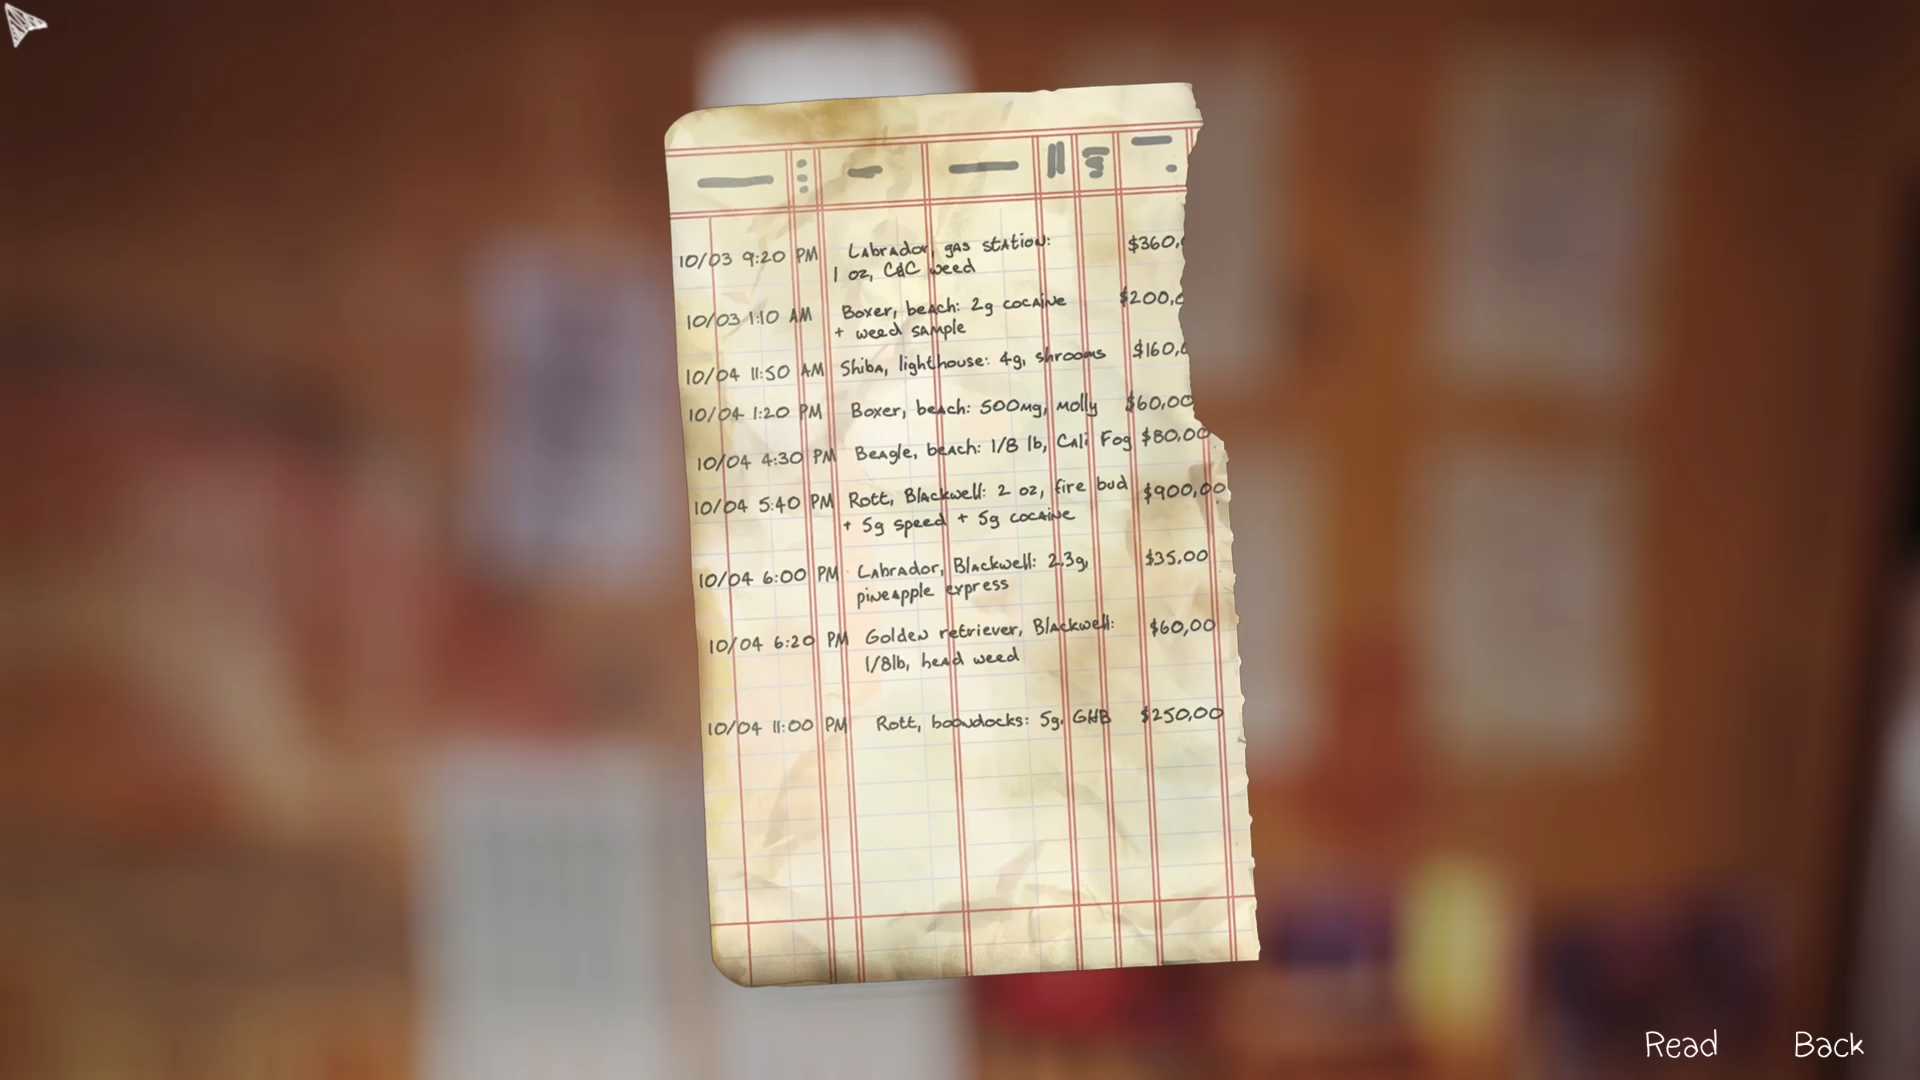 10/03 9:20 PM Labrador, gas station: $360,
1 oz, C&C weed
10/03 1:10 AM Boxer, beach: 2g cocaine $200,0
+ weed sample
10/04 11:50 AM Shiba, lighthouse: 4g, shrooms $160,0
10/04 1:20 PM Boxer, beach: 500mg, molly $60,00
10/04 4:30 PM Beagle, beach: 1/8 lb, Cali Fog $80,00
10/04 5:40 PM Rott, Blackwell: 2 oz, fire bud $900,00
+ 5g speed + 5g cocaine
10/04 6:00 PM Labrador, Blackwell: 2.3g, $35.00
pineapple express
10/04 6:20 PM Golden retriever, Blackwell: $60,00
1/8lb, head weed
10/04 11:00 PM Rott, boowdocks: 5g, GHB $250,00
Read Back